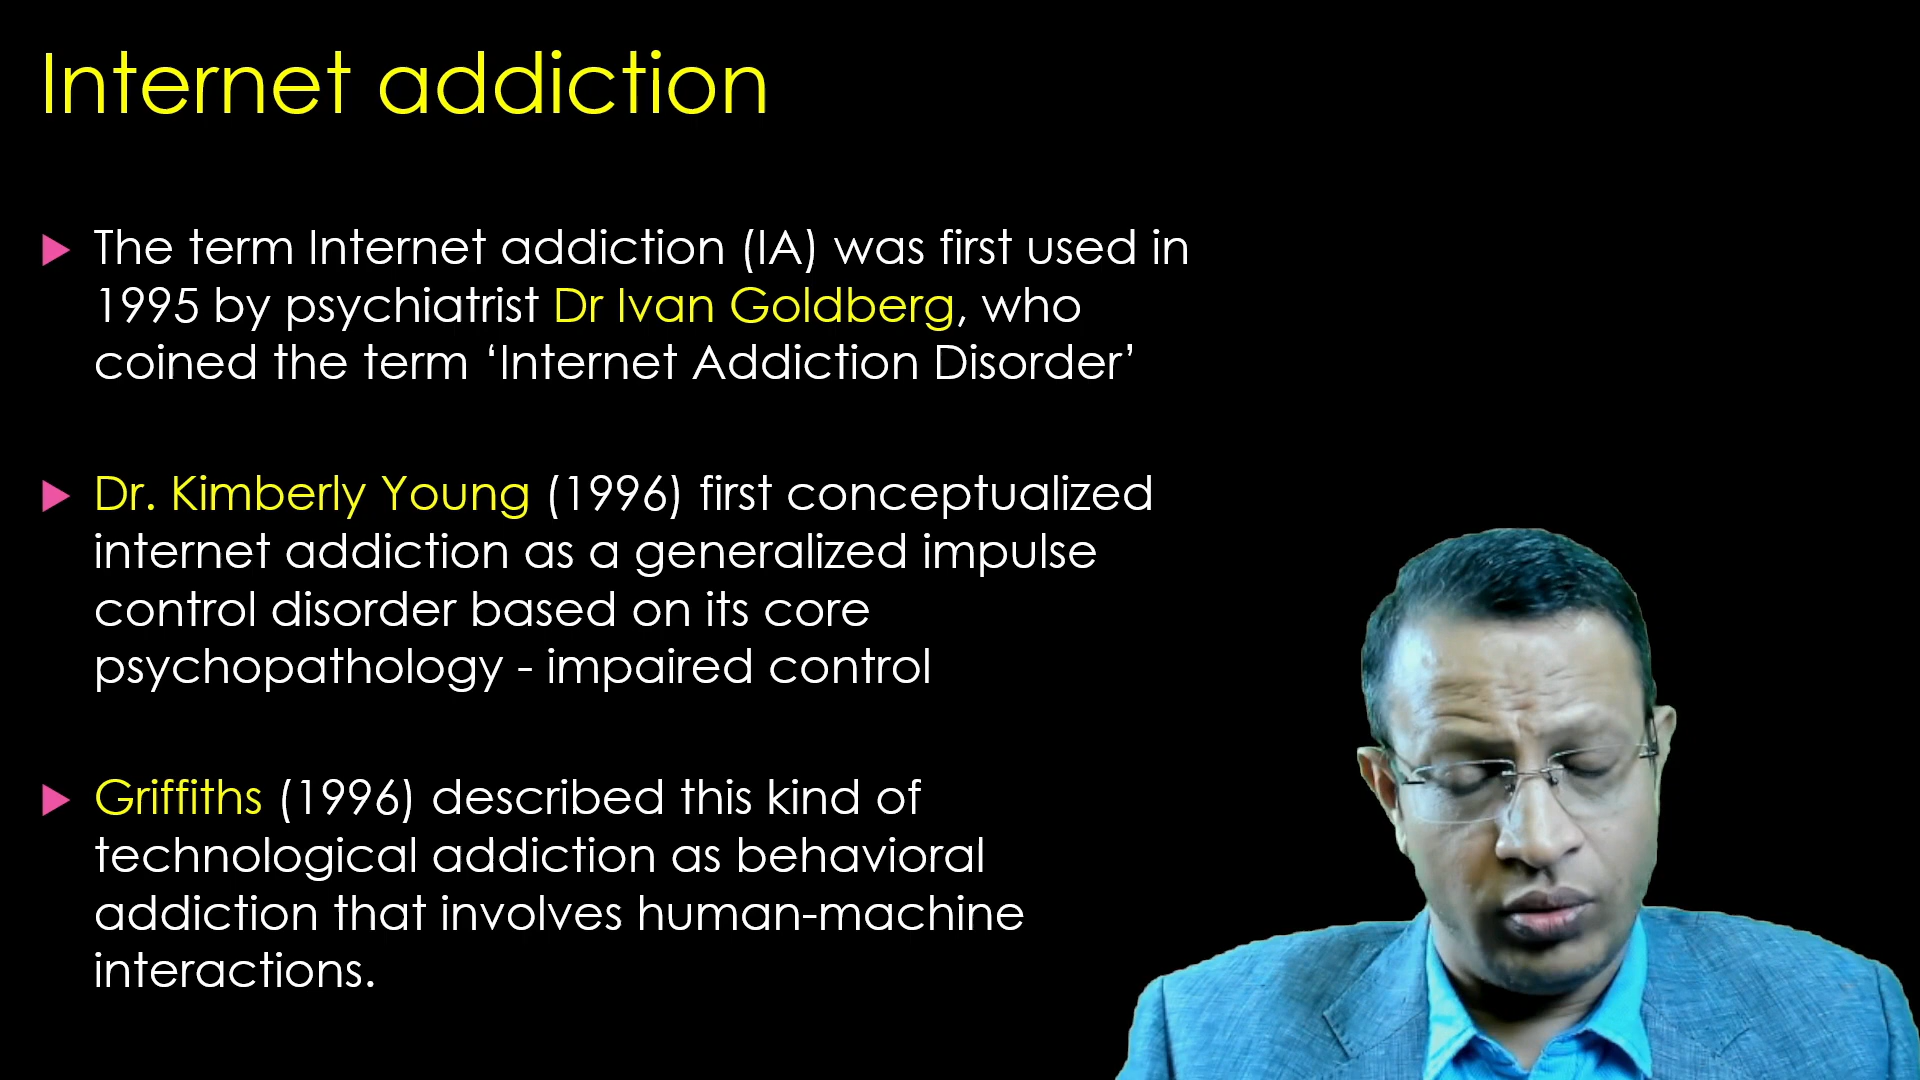 Internet addiction
The term Internet addiction (IA) was first used in
1995 by psychiatrist Dr Ivan Goldberg, who
coined the term ‘Internet Addiction Disorder’
Dr. Kimberly Young (1996) first conceptualized
internet addiction as a generalized impulse
control disorder based on its core
psychopathology - impaired control
Griffiths (1996) described this kind of
technological addiction as behavioral
addiction that involves human-machine
interactions.